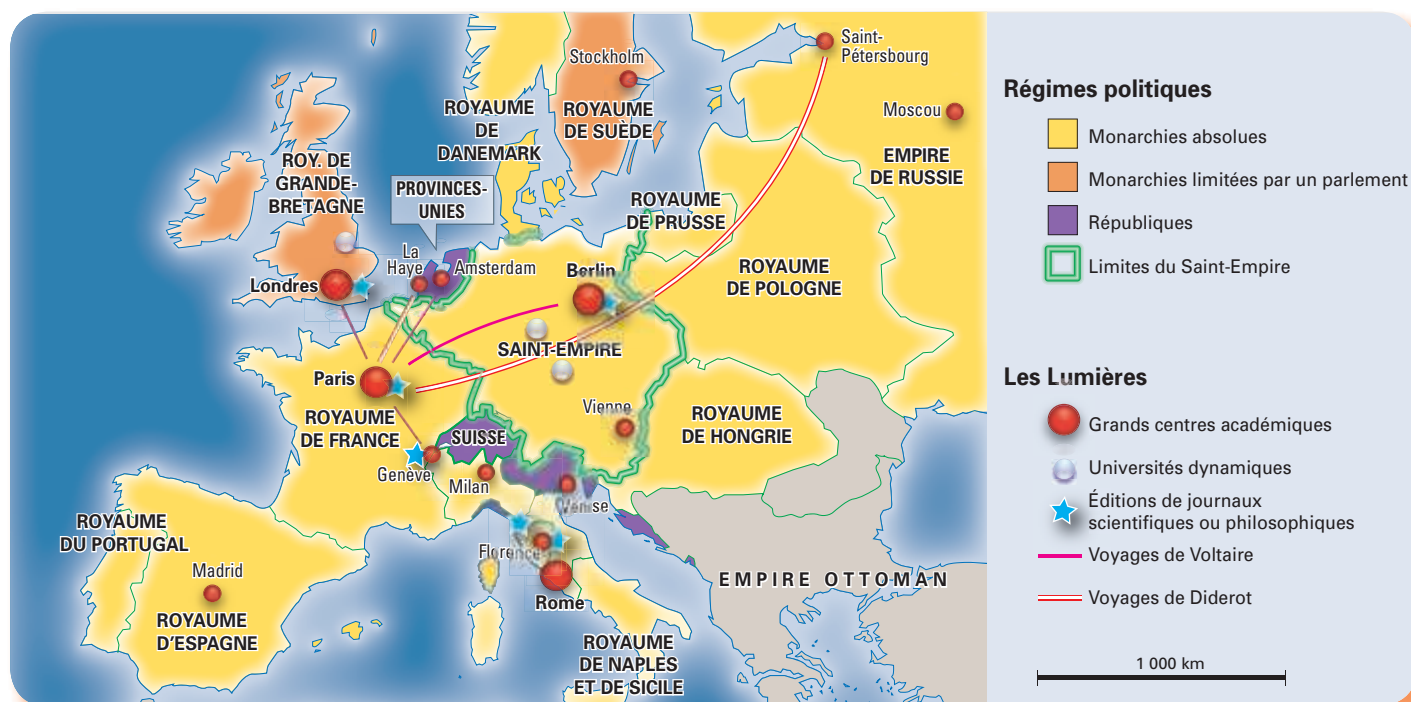 Saint-
Pétersbourg
Stockholm
Moscou
ROYAUME
DE
DANEMARK
ROYAUME
DE SUÈDE
EMPIRE
DE RUSSIE
ROY. DE
GRANDE-
BRETAGNE
PROVINCES-
UNIES
ROYAUME
DE PRUSSE
La
Haye
Amsterdam
Berlin
Londres
ROYAUME
DE POLOGNE
SAINT-EMPIRE
Paris
Vienne
ROYAUME
DE FRANCE
ROYAUME
DE HONGRIE
SUISSE
Genève
Milan
Venise
ROYAUME
DU PORTUGAL
Florence
Madrid
EMPIRE OTTOMAN
Rome
ROYAUME
D'ESPAGNE
ROYAUME
DE NAPLES
ET DE SICILE
Régimes politiques
Monarchies absolues
Monarchies limitées par un parlement
Républiques
Limites du Saint-Empire
Les Lumières
Grands centres académiques
Universités dynamiques
Éditions de journaux
scientifiques ou philosophiques
Voyages de Voltaire
Voyages de Diderot
1 000 km